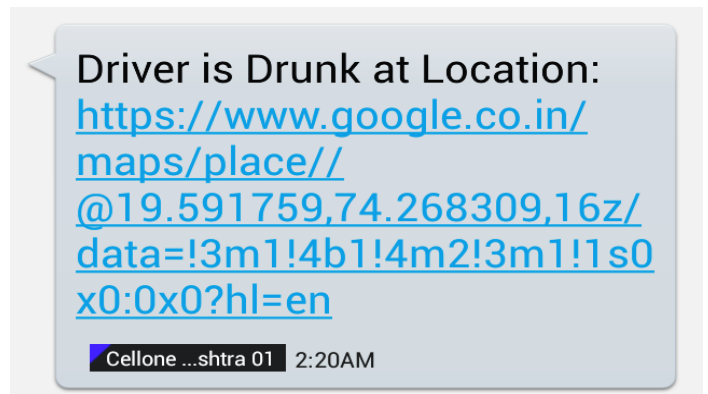 Driver is Drunk at Location:
https://www.google.co.in/
maps/place//
@19.591759,74.268309,16z/
data=!3m1!4b1!4m2!3m1!1s0
x0:0x0?hl=en
Cellone ...shtra 01 2:20AM